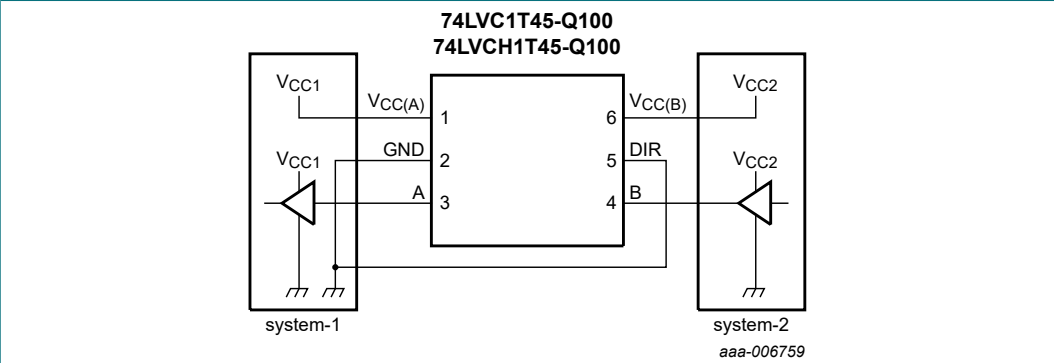 74LVC1T45-Q100
74LVCH1T45-Q100
VCC1
VCC(A)
1
6
VCC(B)
VCC2
GND
2
5
DIR
VCC1
VCC2
A
3
4
B
system-1
system-2
aaa-006759